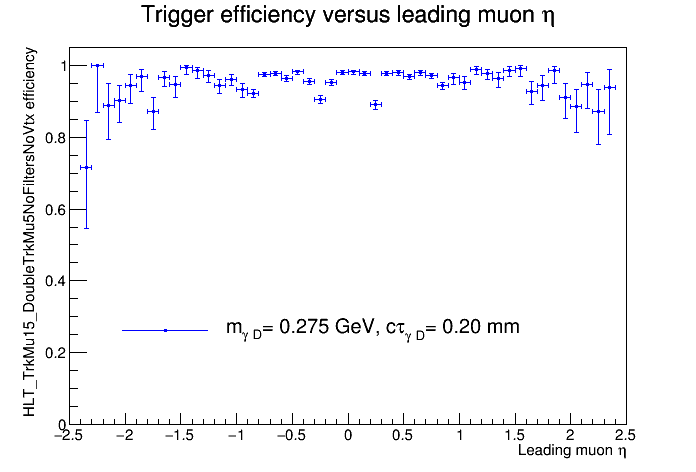 Trigger efficiency versus leading muon η
HLT_TrkMu15_DoubleTrkMu5NoFiltersNoVtx efficiency
1
0.8
0.6
0.4
0.2
0
mγ D= 0.275 GeV, cτγ D= 0.20 mm
−2.5 −2 −1.5 −1 −0.5 0 0.5 1 1.5 2 2.5
Leading muon η